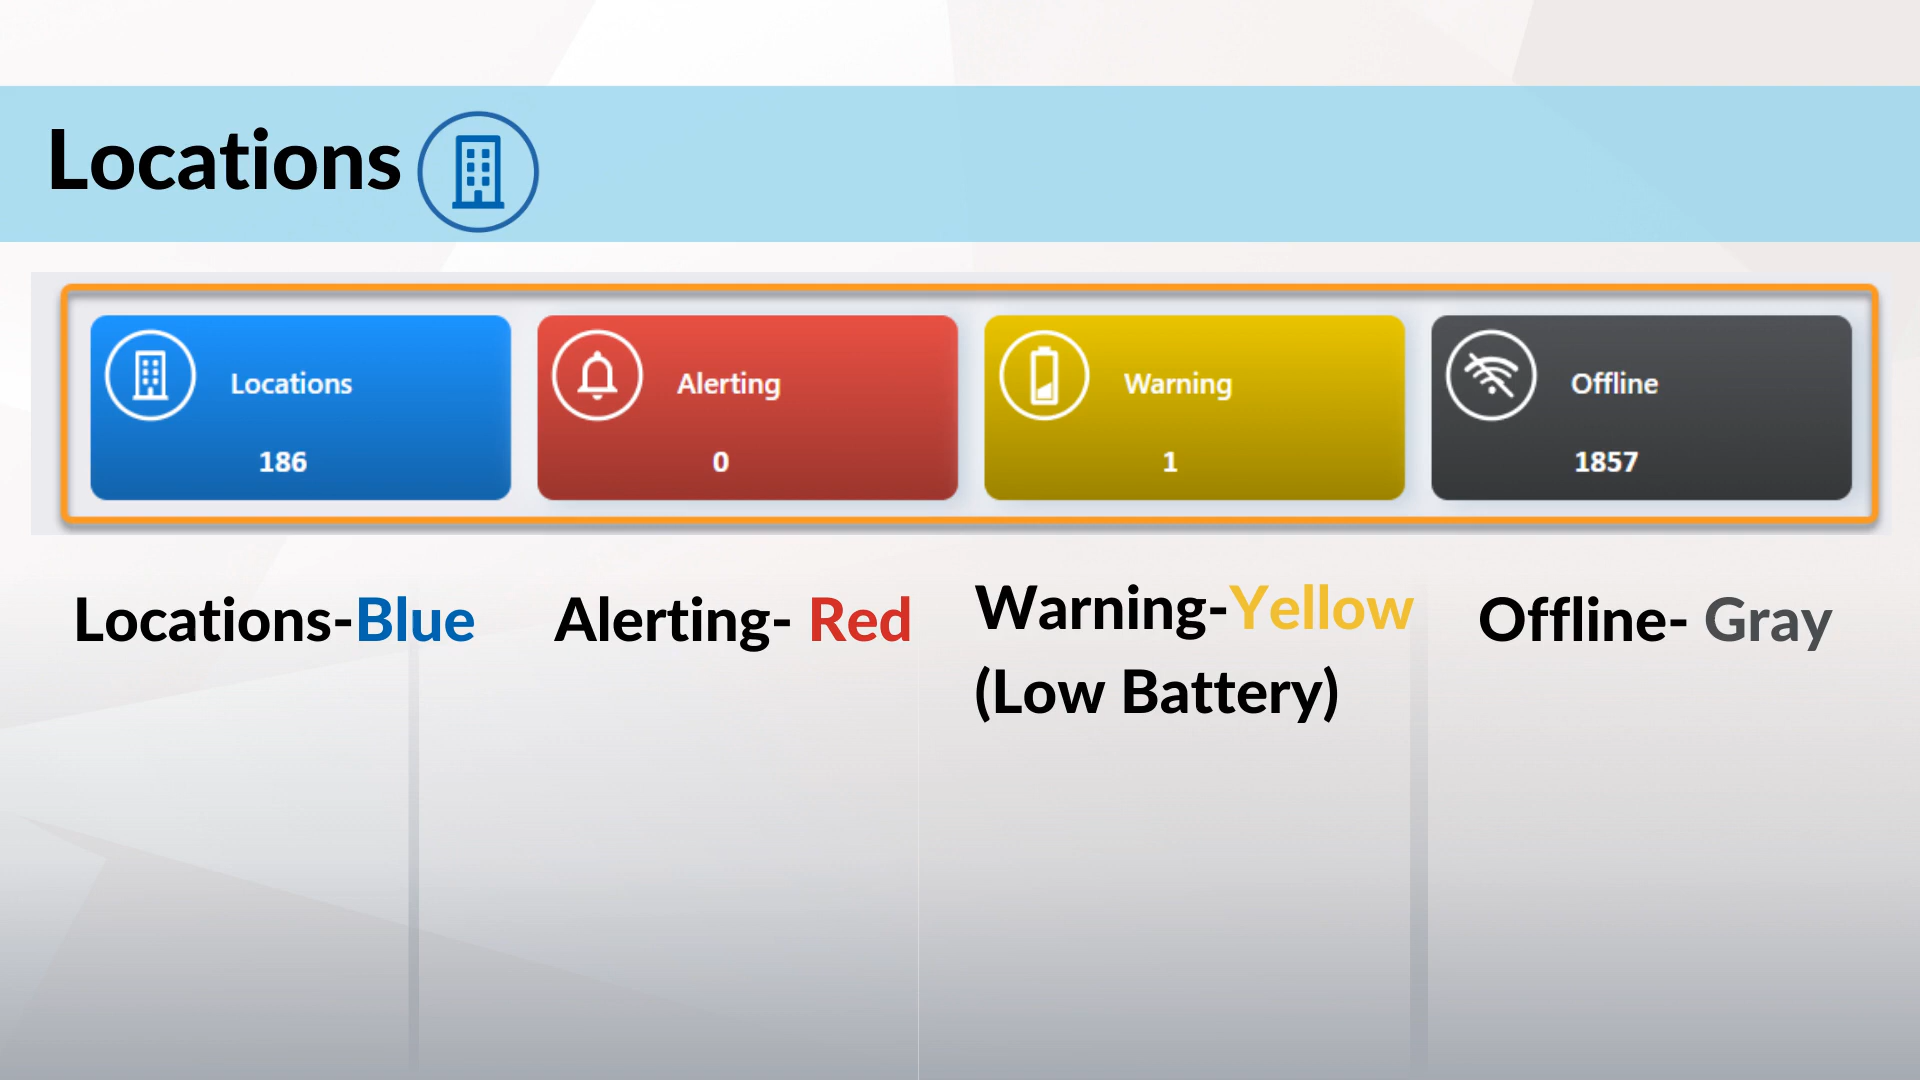 Locations
Locations
186
Alerting
0
Warning
1
Offline
1857
Locations-Blue
Alerting- Red
Warning-Yellow
(Low Battery)
Offline- Gray